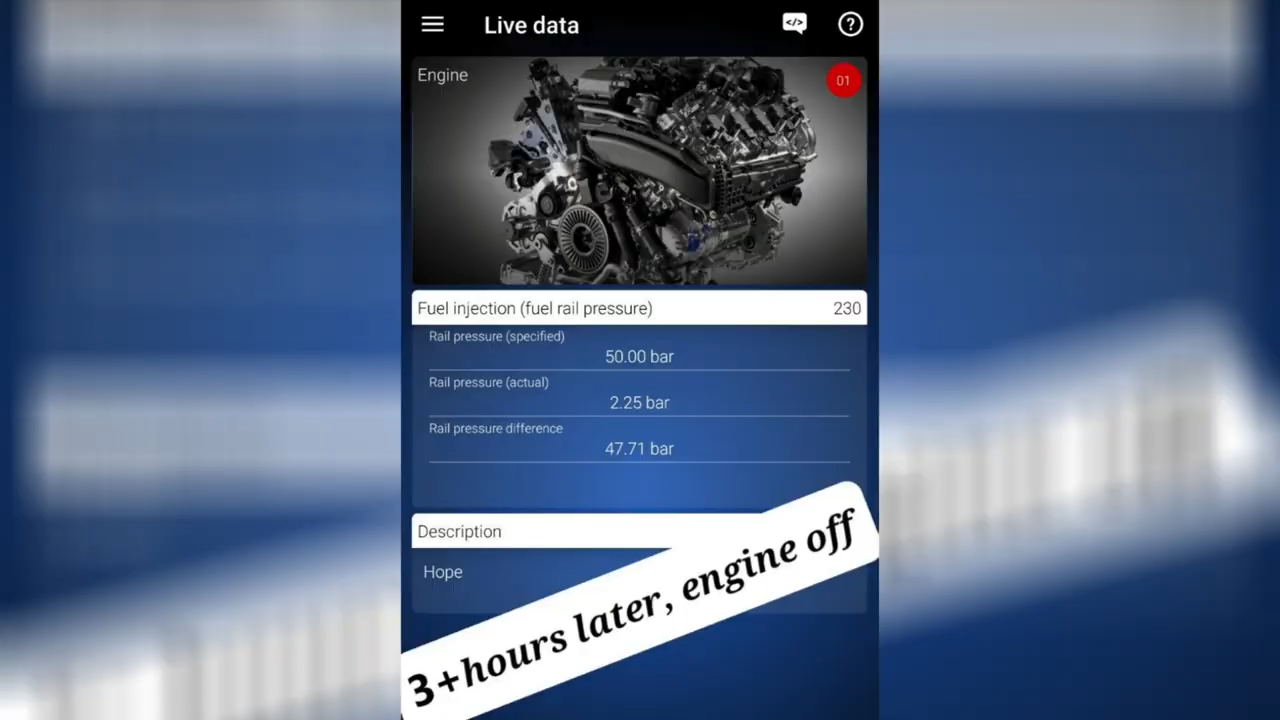 Live data
Engine
01
Fuel injection (fuel rail pressure) 230
Rail pressure (specified)
50.00 bar
Rail pressure (actual)
2.25 bar
Rail pressure difference
47.71 bar
Description
Hope
3+hours later, engine off